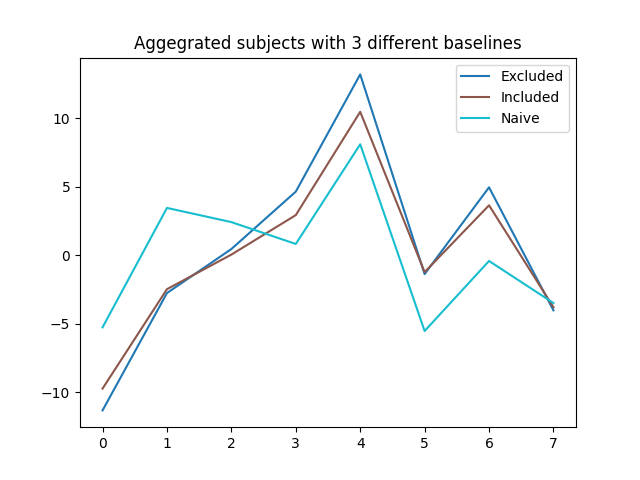 Aggegrated subjects with 3 different baselines
Excluded
Included
Naive
10
5
0
−5
−10
0 1 2 3 4 5 6 7